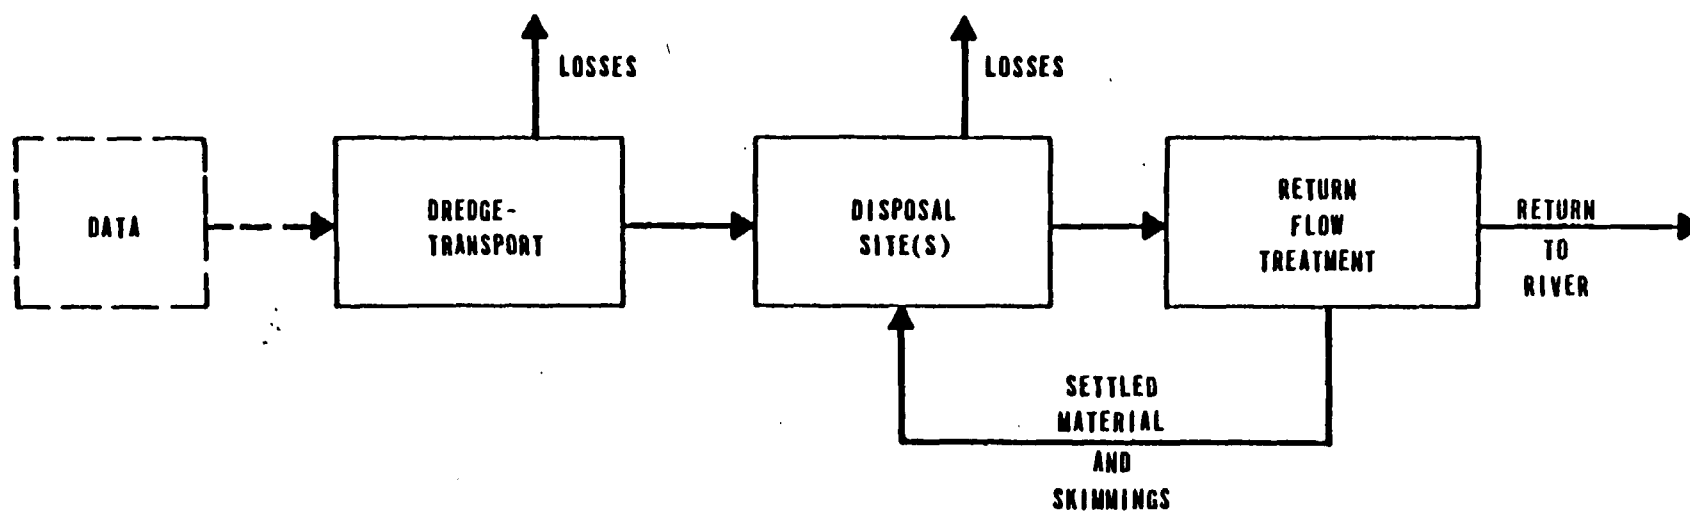 LOSSES
LOSSES
DATA
DREDGE-
TRANSPORT
DISPOSAL
SITE(S)
RETURN
FLOW
TREATMENT
RETURN
TO
RIVER
SETTLED
MATERIAL
AND
SKIMMINGS